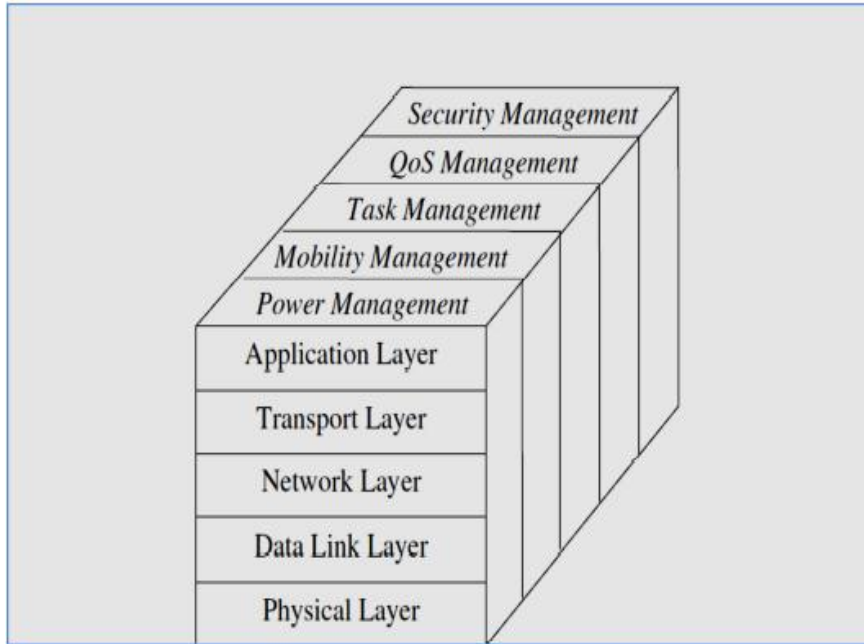 Security Management
QoS Management
Task Management
Mobility Management
Power Management
Application Layer
Transport Layer
Network Layer
Data Link Layer
Physical Layer